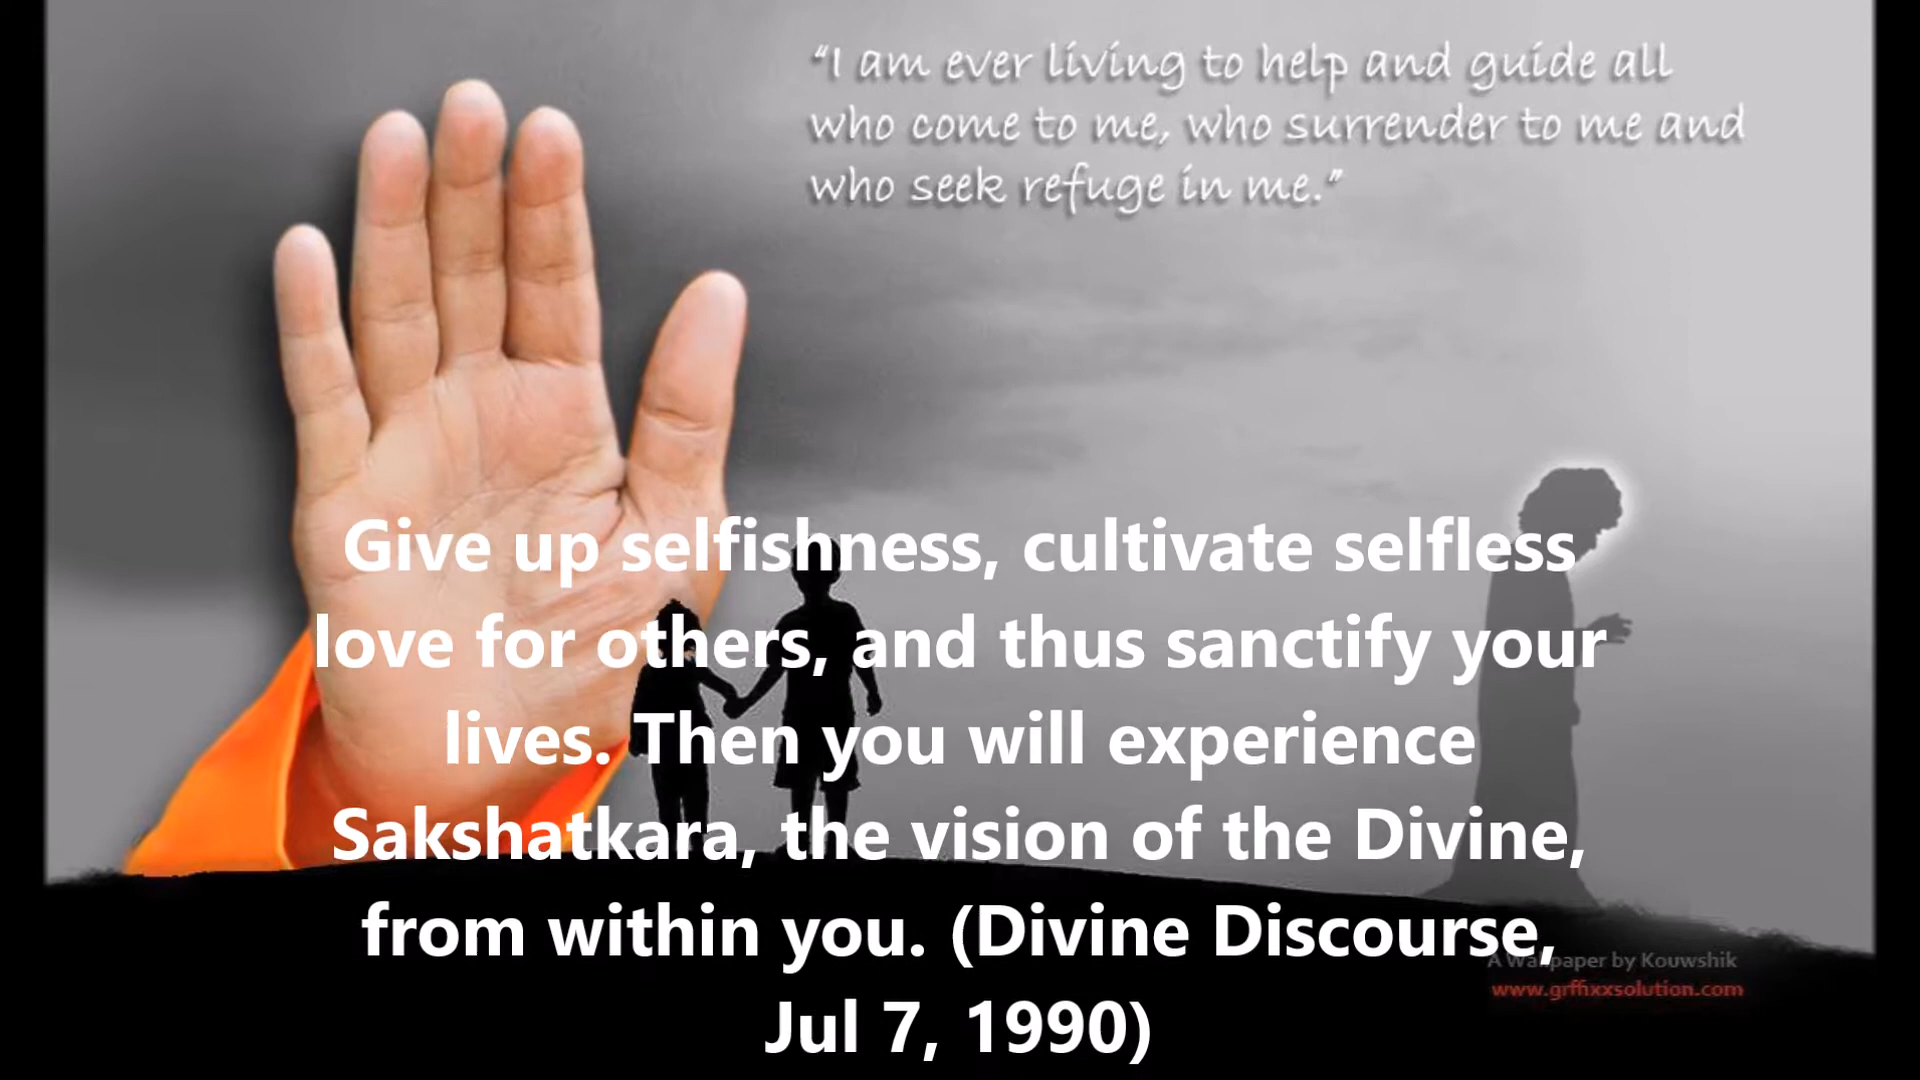 “I am ever living to help and guide all
who come to me, who surrender to me and
who seek refuge in me.”
Give up selfishness, cultivate selfless
love for others, and thus sanctify your
lives. Then you will experience
Sakshatkara, the vision of the Divine,
from within you. (Divine Discourse,
Jul 7, 1990)
A Wallpaper by Kouwshik
www.grffixxsolution.com